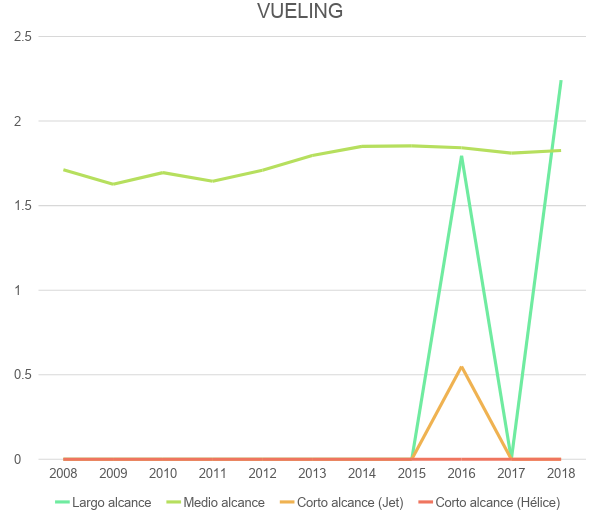 VUELING
2.5
2
1.5
1
0.5
0
2008 2009 2010 2011 2012 2013 2014 2015 2016 2017 2018
Largo alcance Medio alcance Corto alcance (Jet) Corto alcance (Hélice)